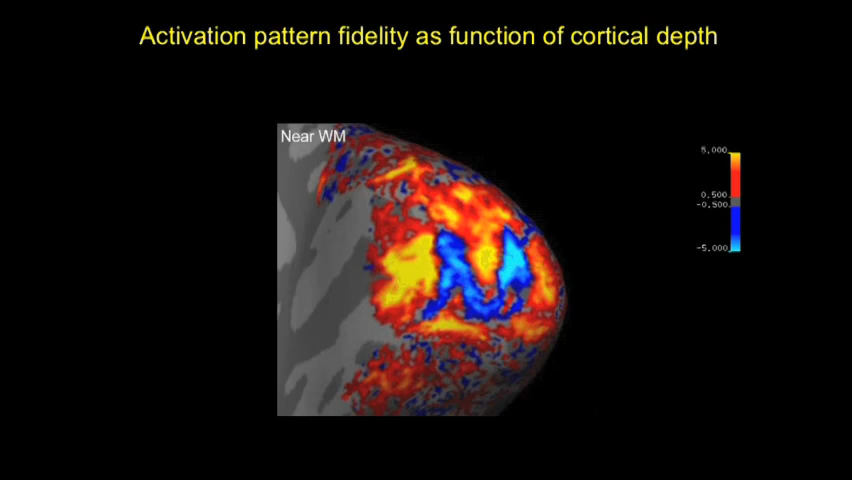 Activation pattern fidelity as function of cortical depth
Near WM
5.000
0.500
-0.500
-5.000